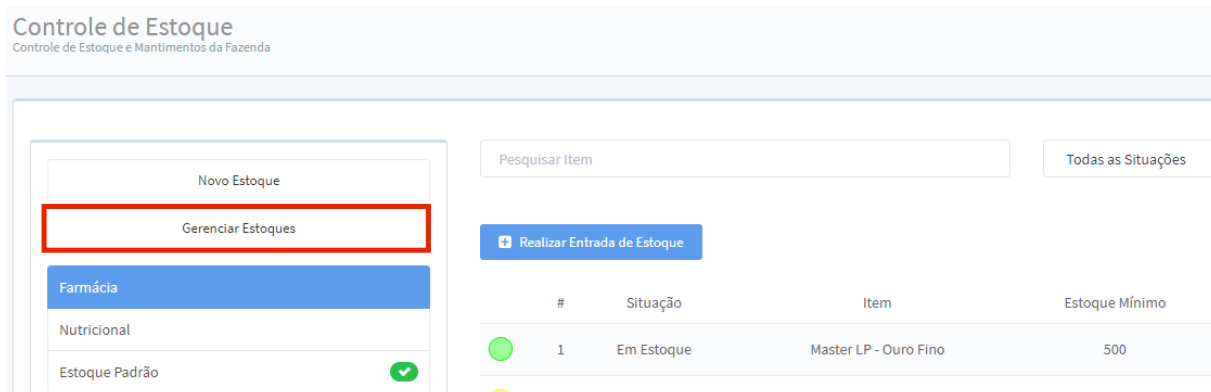 Controle de Estoque
Controle de Estoque e Mantimentos da Fazenda
Novo Estoque
Gerenciar Estoques
Farmácia
Nutricional
Estoque Padrão
Pesquisar Item
Todas as Situações
Realizar Entrada de Estoque
# Situação Item Estoque Mínimo
1 Em Estoque Master LP - Ouro Fino 500